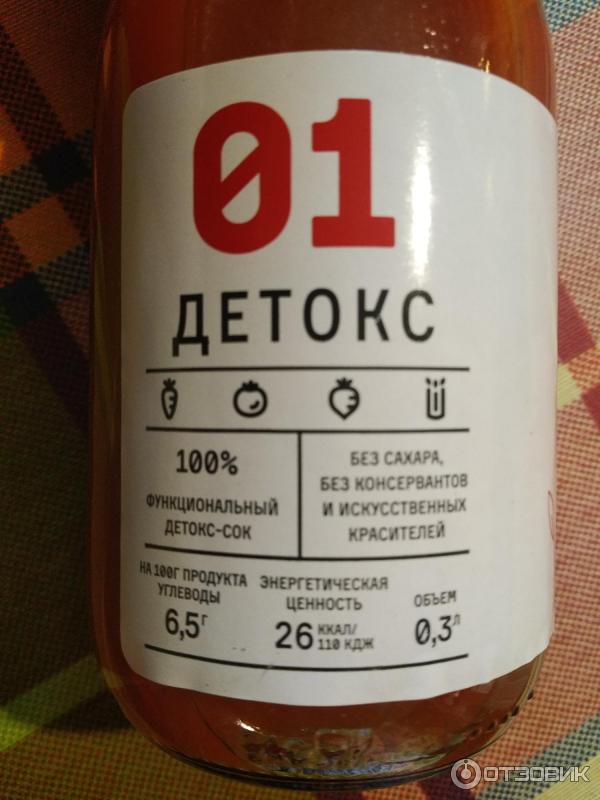 01
ДЕТОКС
100%
ФУНКЦИОНАЛЬНЫЙ
ДЕТОКС-СОК
БЕЗ САХАРА,
БЕЗ КОНСЕРВАНТОВ
И ИСКУССТВЕННЫХ
КРАСИТЕЛЕЙ
НА 100Г ПРОДУКТА
УГЛЕВОДЫ
6,5г
ЭНЕРГЕТИЧЕСКАЯ
ЦЕННОСТЬ
26 ККАЛ/
110 КДЖ
ОБЪЕМ
0,3л
ОТЗОВИК